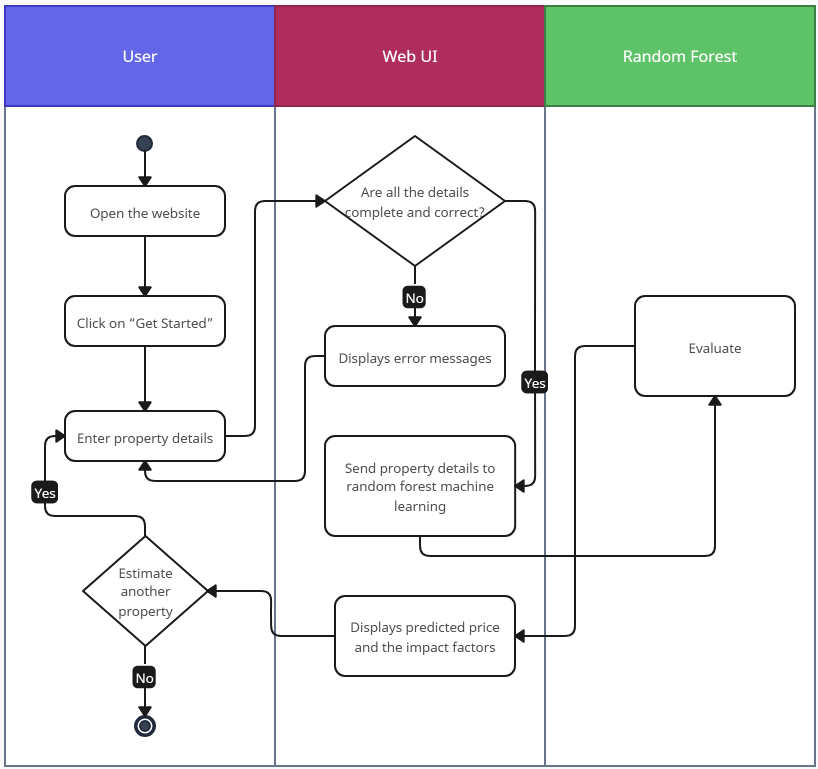 User
Web UI
Random Forest
Open the website
Click on “Get Started”
Enter property details
Yes
Estimate
another
property
No
Are all the details
complete and correct?
No
Displays error messages
Yes
Send property details to
random forest machine
learning
Displays predicted price
and the impact factors
Evaluate